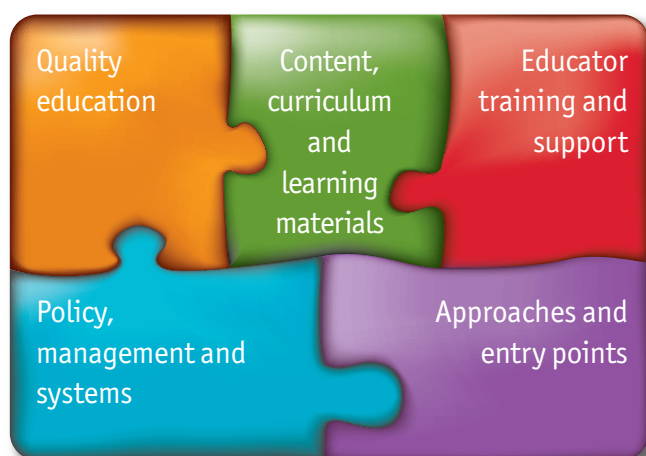 Quality
education
Content,
curriculum
and
learning
materials
Educator
training and
support
Policy,
management and
systems
Approaches and
entry points